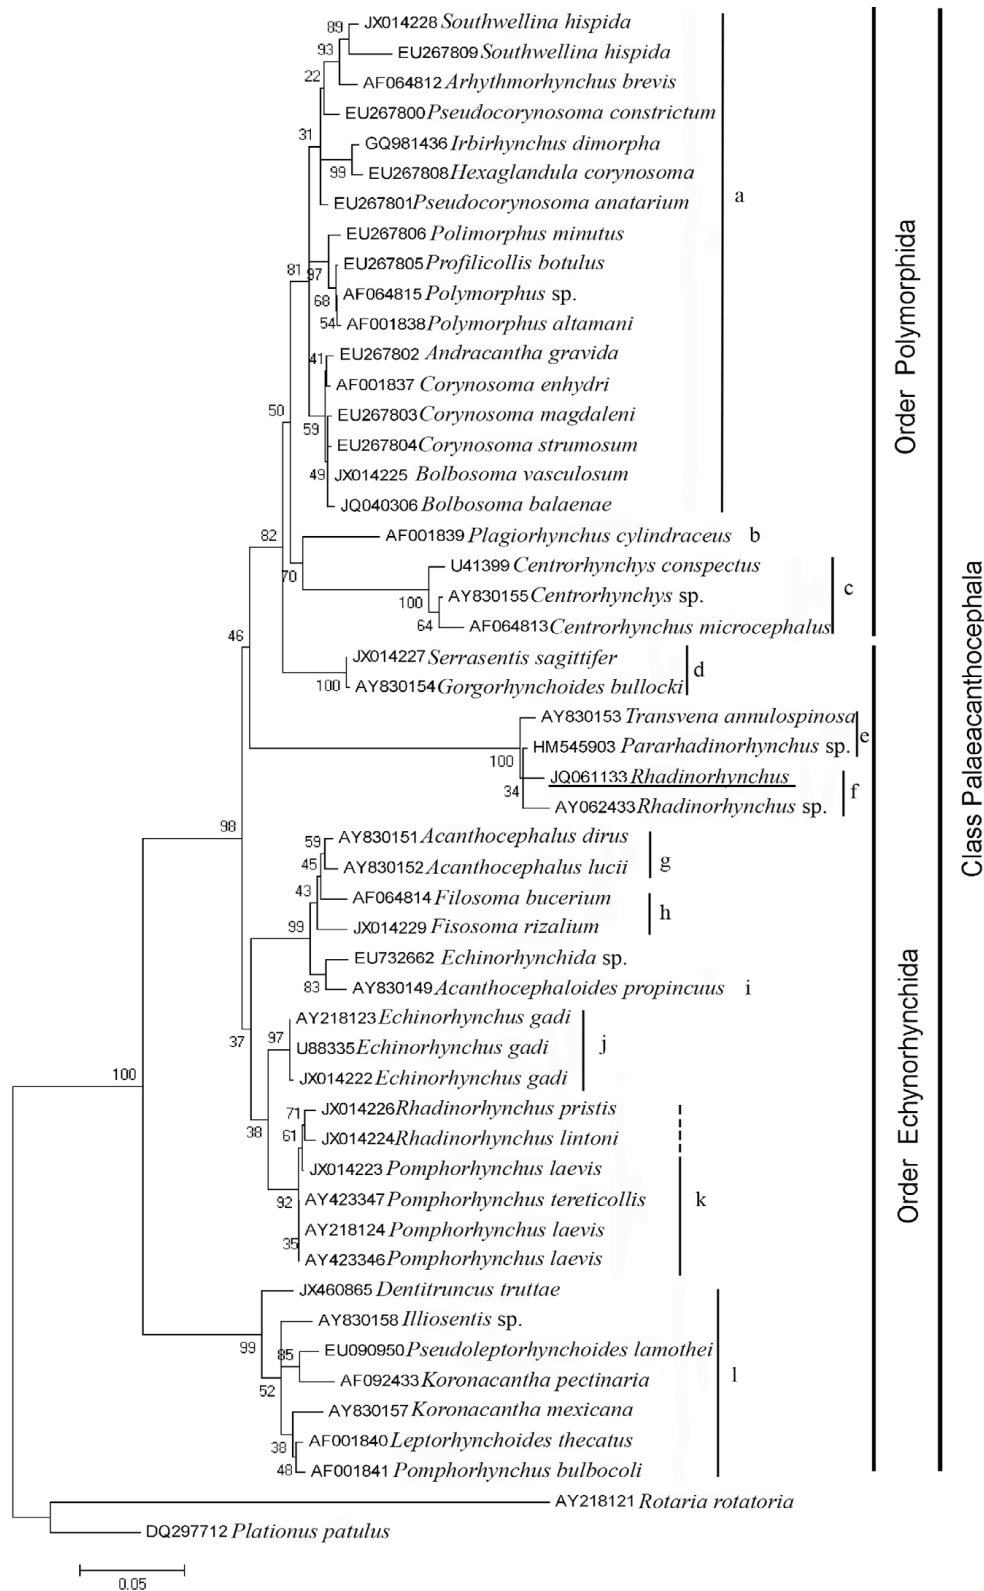 JX014228 Southwellina hispida
EU267809 Southwellina hispida
AF064812 Arhythmorhynchus brevis
EU267800 Pseudocorynosoma constrictum
GQ981436 Irbirhynchus dimorpha
EU267808 Hexaglandula corynosoma
EU267801 Pseudocorynosoma anatarium
EU267806 Polimorphus minutus
EU267805 Profilicollis botulus
AF064815 Polymorphus sp.
AF001838 Polymorphus altamani
EU267802 Andracantha gravida
AF001837 Corynosoma enhydri
EU267803 Corynosoma magdaleni
EU267804 Corynosoma strumosum
JX014225 Bolbosoma vasculosum
JQ040306 Bolbosoma balaenae
AF001839 Plagiorhynchus cylindraceus b
U41399 Centrorhynchys conspectus
AY830155 Centrorhynchys sp.
AF064813 Centrorhynchus microcephalus
JX014227 Serrasentis sagittifer
AY830154 Gorgorhynchoides bullocki
AY830153 Transvena annulospinosa
HM545903 Pararhadinorhynchus sp.
JQ061133 Rhadinorhynchus
AY062433 Rhadinorhynchus sp.
AY830151 Acanthocephalus dirus
AY830152 Acanthocephalus lucii
AF064814 Filosoma bucerium
JX014229 Fisosoma rizalium
EU732662 Echinorhynchida sp.
AY830149 Acanthocephaloides propincuus i
AY218123 Echinorhynchus gadi
U88335 Echinorhynchus gadi
JX014222 Echinorhynchus gadi
JX014226 Rhadinorhynchus pristis
JX014224 Rhadinorhynchus lintoni
JX014223 Pomphorhynchus laevis
AY423347 Pomphorhynchus tereticollis
AY218124 Pomphorhynchus laevis
AY423346 Pomphorhynchus laevis
JX460865 Dentitruncus truttae
AY830158 Illiosentis sp.
EU090950 Pseudoleptorhynchoides lamothei
AF092433 Koronacantha pectinaria
AY830157 Koronacantha mexicana
AF001840 Leptorhynchoides thecatus
AF001841 Pomphorhynchus bulbocoli
AY218121 Rotaria rotatoria
DQ297712 Plationus patulus
0.05
89
93
22
31
99
81
97
68
54
41
59
49
50
82
70
100
64
46
100
100
34
98
59
45
43
99
83
37
97
38
71
61
92
35
100
99
85
52
38
48
a
c
d
e
f
g
h
j
k
l
Order Polymorphida
Order Echynorhynchida
Class Palaeacanthocephala